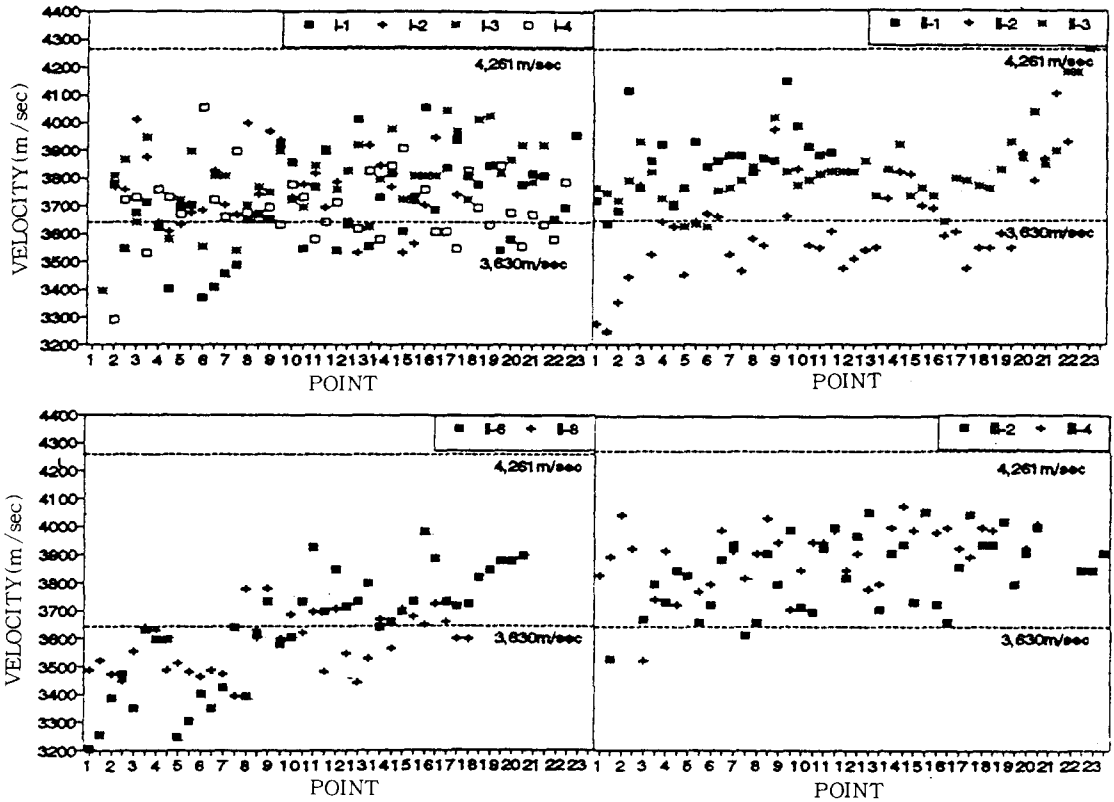 4400
4300
4200
4100
4000
3900
3800
3700
3600
3500
3400
3300
3200
VELOCITY(m/sec)
I-1 I-2 I-3 I-4
4,261 m/sec
3,630m/sec
1 2 3 4 5 6 7 8 9 10 11 12 13 14 15 16 17 18 19 20 21 22 23
POINT
II-1 II-2 II-3
4,261 m/sec
3,630m/sec
1 2 3 4 5 6 7 8 9 10 11 12 13 14 15 16 17 18 19 20 21 22 23
POINT
4400
4300
4200
4100
4000
3900
3800
3700
3600
3500
3400
3300
3200
VELOCITY(m/sec)
II-6 II-8
4,261 m/sec
3,630m/sec
1 2 3 4 5 6 7 8 9 10 11 12 13 14 15 16 17 18 19 20 21 22 23
POINT
III-2 III-4
4,261 m/sec
3,630m/sec
1 2 3 4 5 6 7 8 9 10 11 12 13 14 15 16 17 18 19 20 21 22 23
POINT